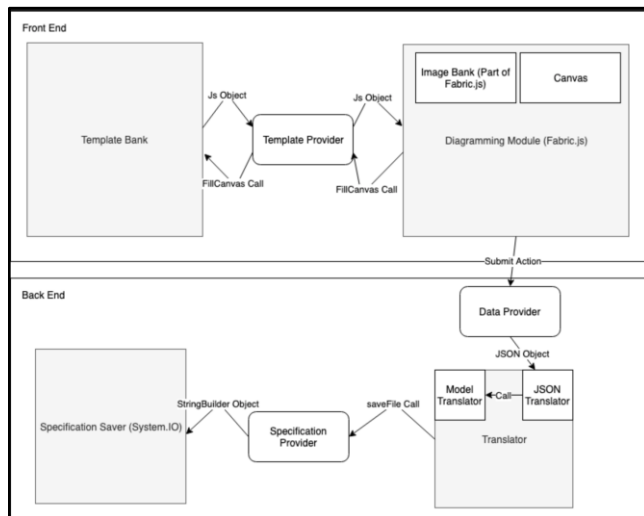 Front End
Image Bank (Part of
Fabric.js)
Canvas
Js Object
Js Object
Template Bank
Template Provider
Diagramming Module (Fabric.js)
FillCanvas Call
FillCanvas Call
Submit Action
Back End
Data Provider
JSON Object
Model
Translator
Call
JSON
Translator
StringBuilder Object
saveFile Call
Specification Saver (System.IO)
Specification
Provider
Translator